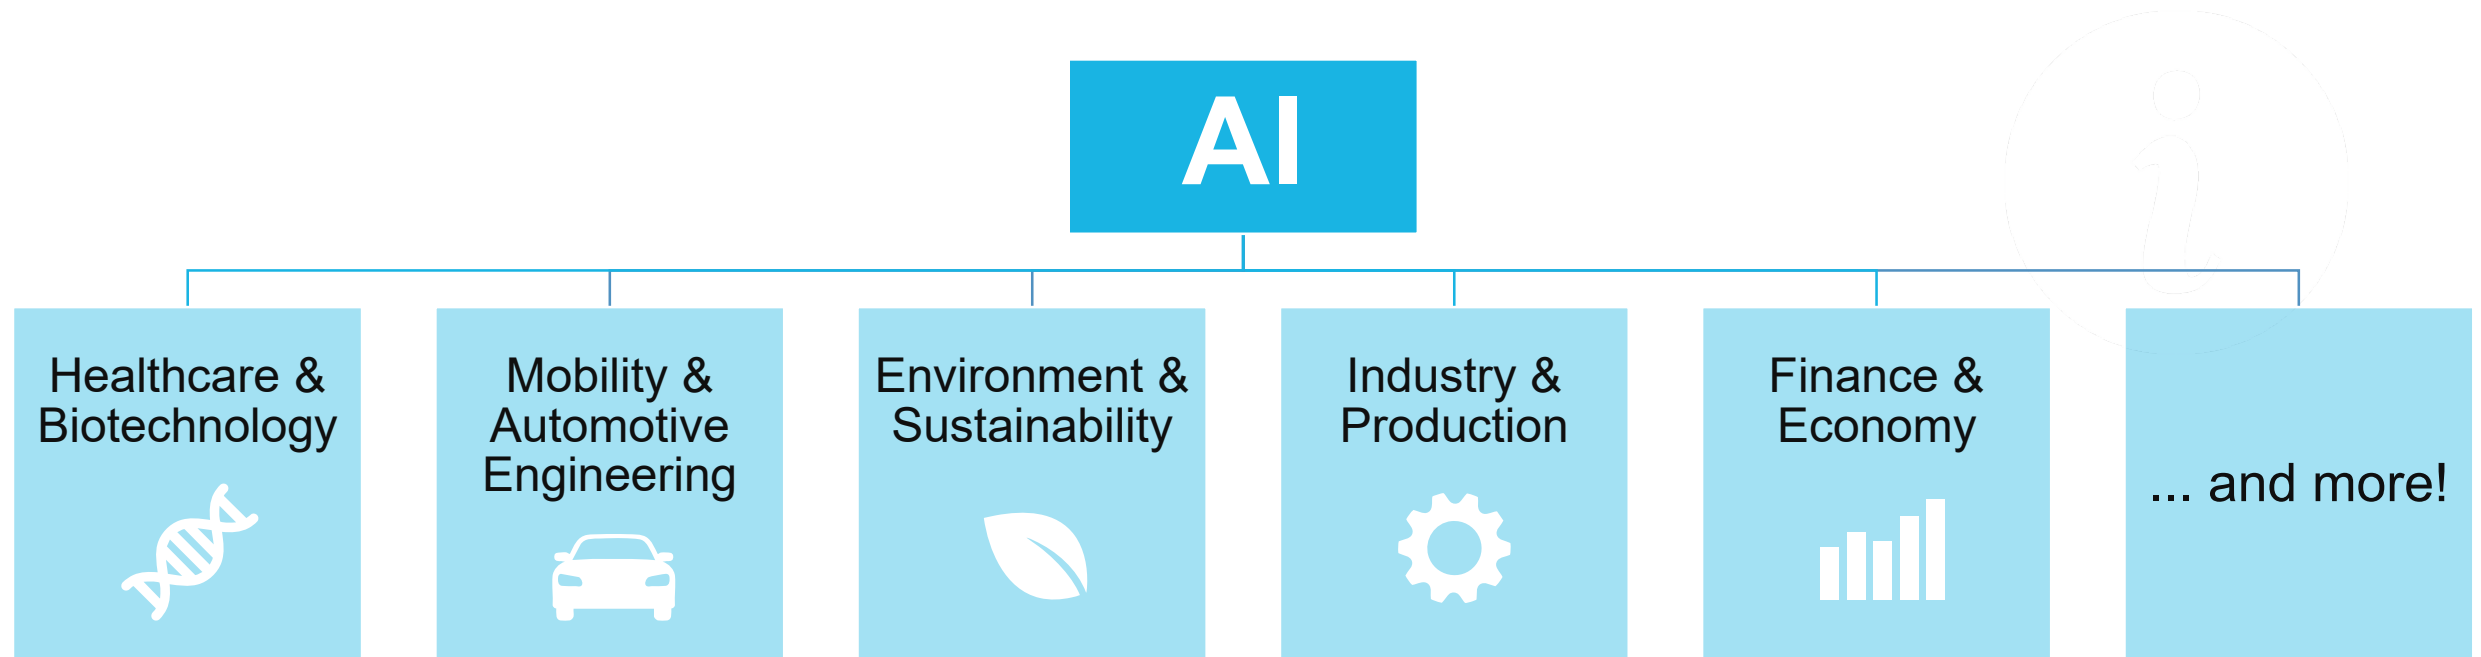 AI
Healthcare &
Biotechnology
Mobility &
Automotive
Engineering
Environment &
Sustainability
Industry &
Production
Finance &
Economy
... and more!